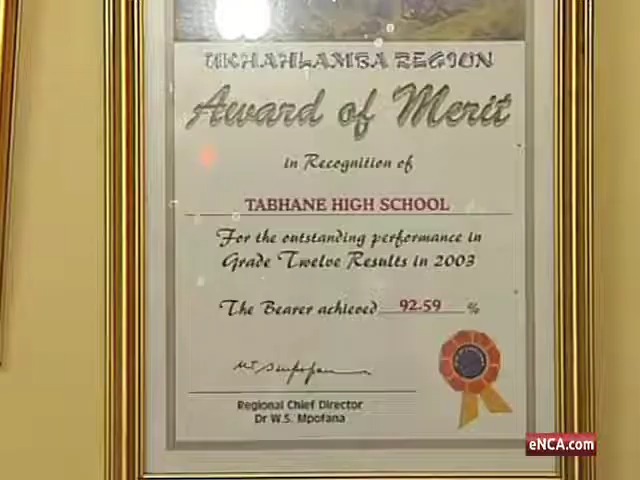 UKHAHLAMBA REGION
Award of Merit
in Recognition of
TABHANE HIGH SCHOOL
For the outstanding performance in
Grade Twelve Results in 2003
The Bearer achieved 92.59 %
Regional Chief Director
Dr W.S. Mpofana
eNCA.com